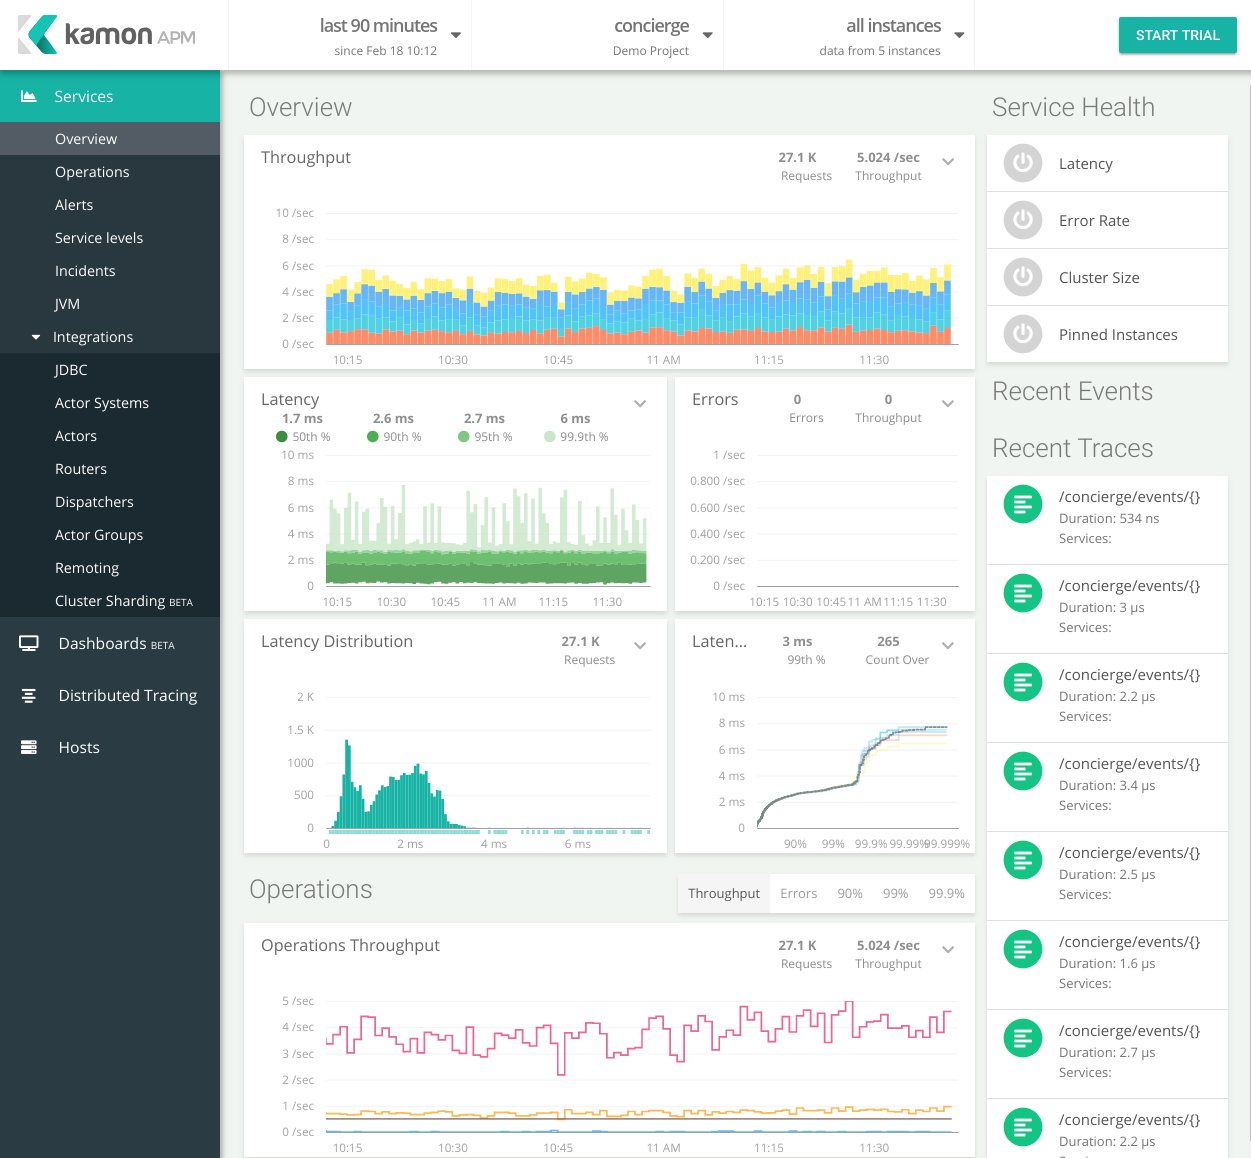 kamon APM
last 90 minutes
since Feb 18 10:12
concierge
Demo Project
all instances
data from 5 instances
START TRIAL
Services
Overview
Operations
Alerts
Service levels
Incidents
JVM
Integrations
JDBC
Actor Systems
Actors
Routers
Dispatchers
Actor Groups
Remoting
Cluster Sharding BETA
Dashboards BETA
Distributed Tracing
Hosts
Overview
Throughput
27.1 K
Requests
5.024 /sec
Throughput
10 /sec
8 /sec
6 /sec
4 /sec
2 /sec
0 /sec
10:15 10:30 10:45 11 AM 11:15 11:30
Latency
1.7 ms 2.6 ms 2.7 ms 6 ms
50th % 90th % 95th % 99.9th %
10 ms
8 ms
6 ms
4 ms
2 ms
0
10:15 10:30 10:45 11 AM 11:15 11:30
Errors
0
Errors
0
Throughput
1 /sec
0.800 /sec
0.600 /sec
0.400 /sec
0.200 /sec
0 /sec
10:15 10:30 10:45 11 AM 11:15 11:30
Latency Distribution
27.1 K
Requests
2 K
1.5 K
1000
500
0
0 2 ms 4 ms 6 ms
Laten...
3 ms
99th %
265
Count Over
10 ms
8 ms
6 ms
4 ms
2 ms
0
90% 99% 99.9% 99.99% 99.999%
Operations
Throughput Errors 90% 99% 99.9%
Operations Throughput
27.1 K
Requests
5.024 /sec
Throughput
5 /sec
4 /sec
3 /sec
2 /sec
1 /sec
0 /sec
10:15 10:30 10:45 11 AM 11:15 11:30
Service Health
Latency
Error Rate
Cluster Size
Pinned Instances
Recent Events
Recent Traces
/concierge/events/{}
Duration: 534 ns
Services:
/concierge/events/{}
Duration: 3 µs
Services:
/concierge/events/{}
Duration: 2.2 µs
Services:
/concierge/events/{}
Duration: 3.4 µs
Services:
/concierge/events/{}
Duration: 2.5 µs
Services:
/concierge/events/{}
Duration: 1.6 µs
Services:
/concierge/events/{}
Duration: 2.7 µs
Services:
/concierge/events/{}
Duration: 2.2 µs